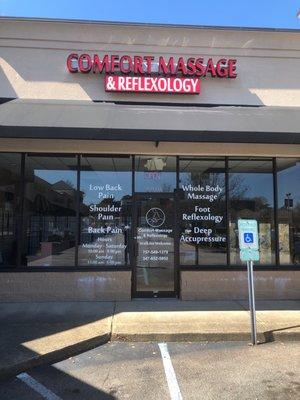 COMFORT MASSAGE
& REFLEXOLOGY
OPEN
Low Back
Pain
Shoulder
Pain
Back Pain
Hours
Monday - Saturday
Sunday
Comfort Massage
& Reflexology
Walk-ins Welcome
Whole Body
Massage
Foot
Reflexology
Deep
Accupressure